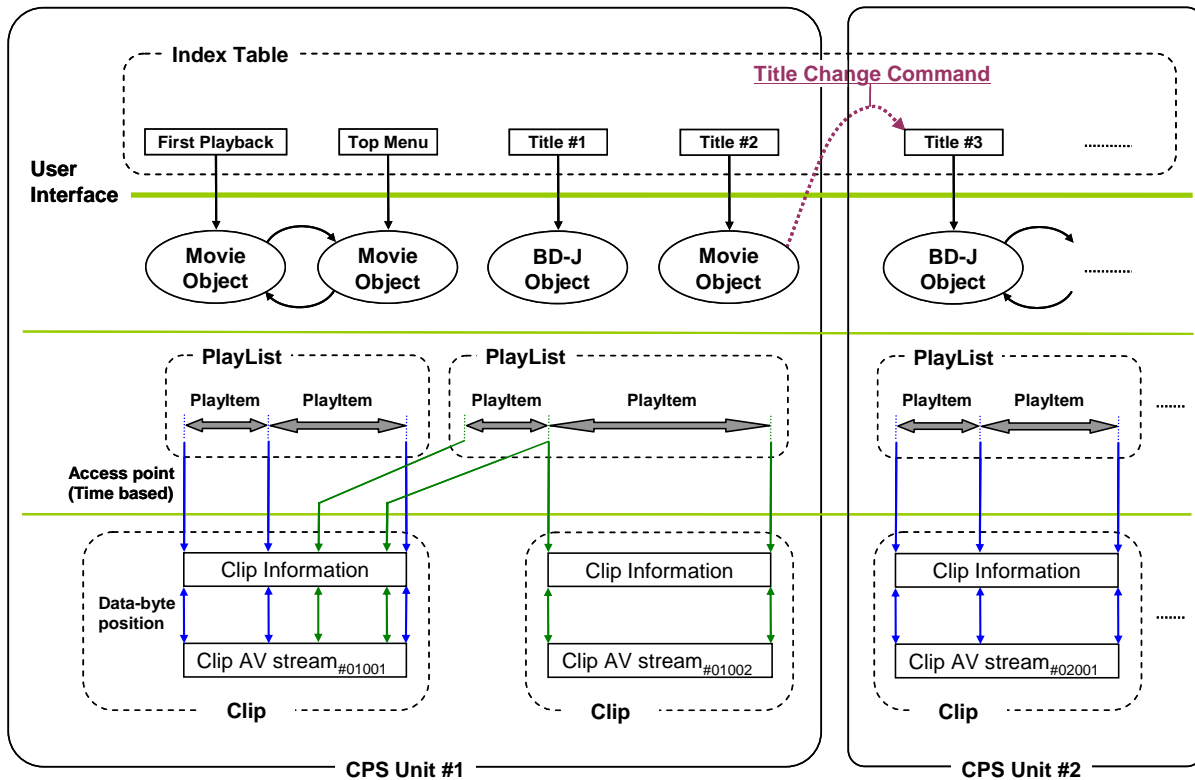 Index Table
Title Change Command
First Playback
Top Menu
Title #1
Title #2
Title #3
.........
User
Interface
Movie
Object
Movie
Object
BD-J
Object
Movie
Object
BD-J
Object
.........
PlayList
PlayList
PlayList
PlayItem
PlayItem
PlayItem
PlayItem
PlayItem
PlayItem
......
Access point
(Time based)
Clip Information
Clip Information
Clip Information
Data-byte
position
......
Clip AV stream#01001
Clip AV stream#01002
Clip AV stream#02001
Clip
Clip
Clip
CPS Unit #1
CPS Unit #2